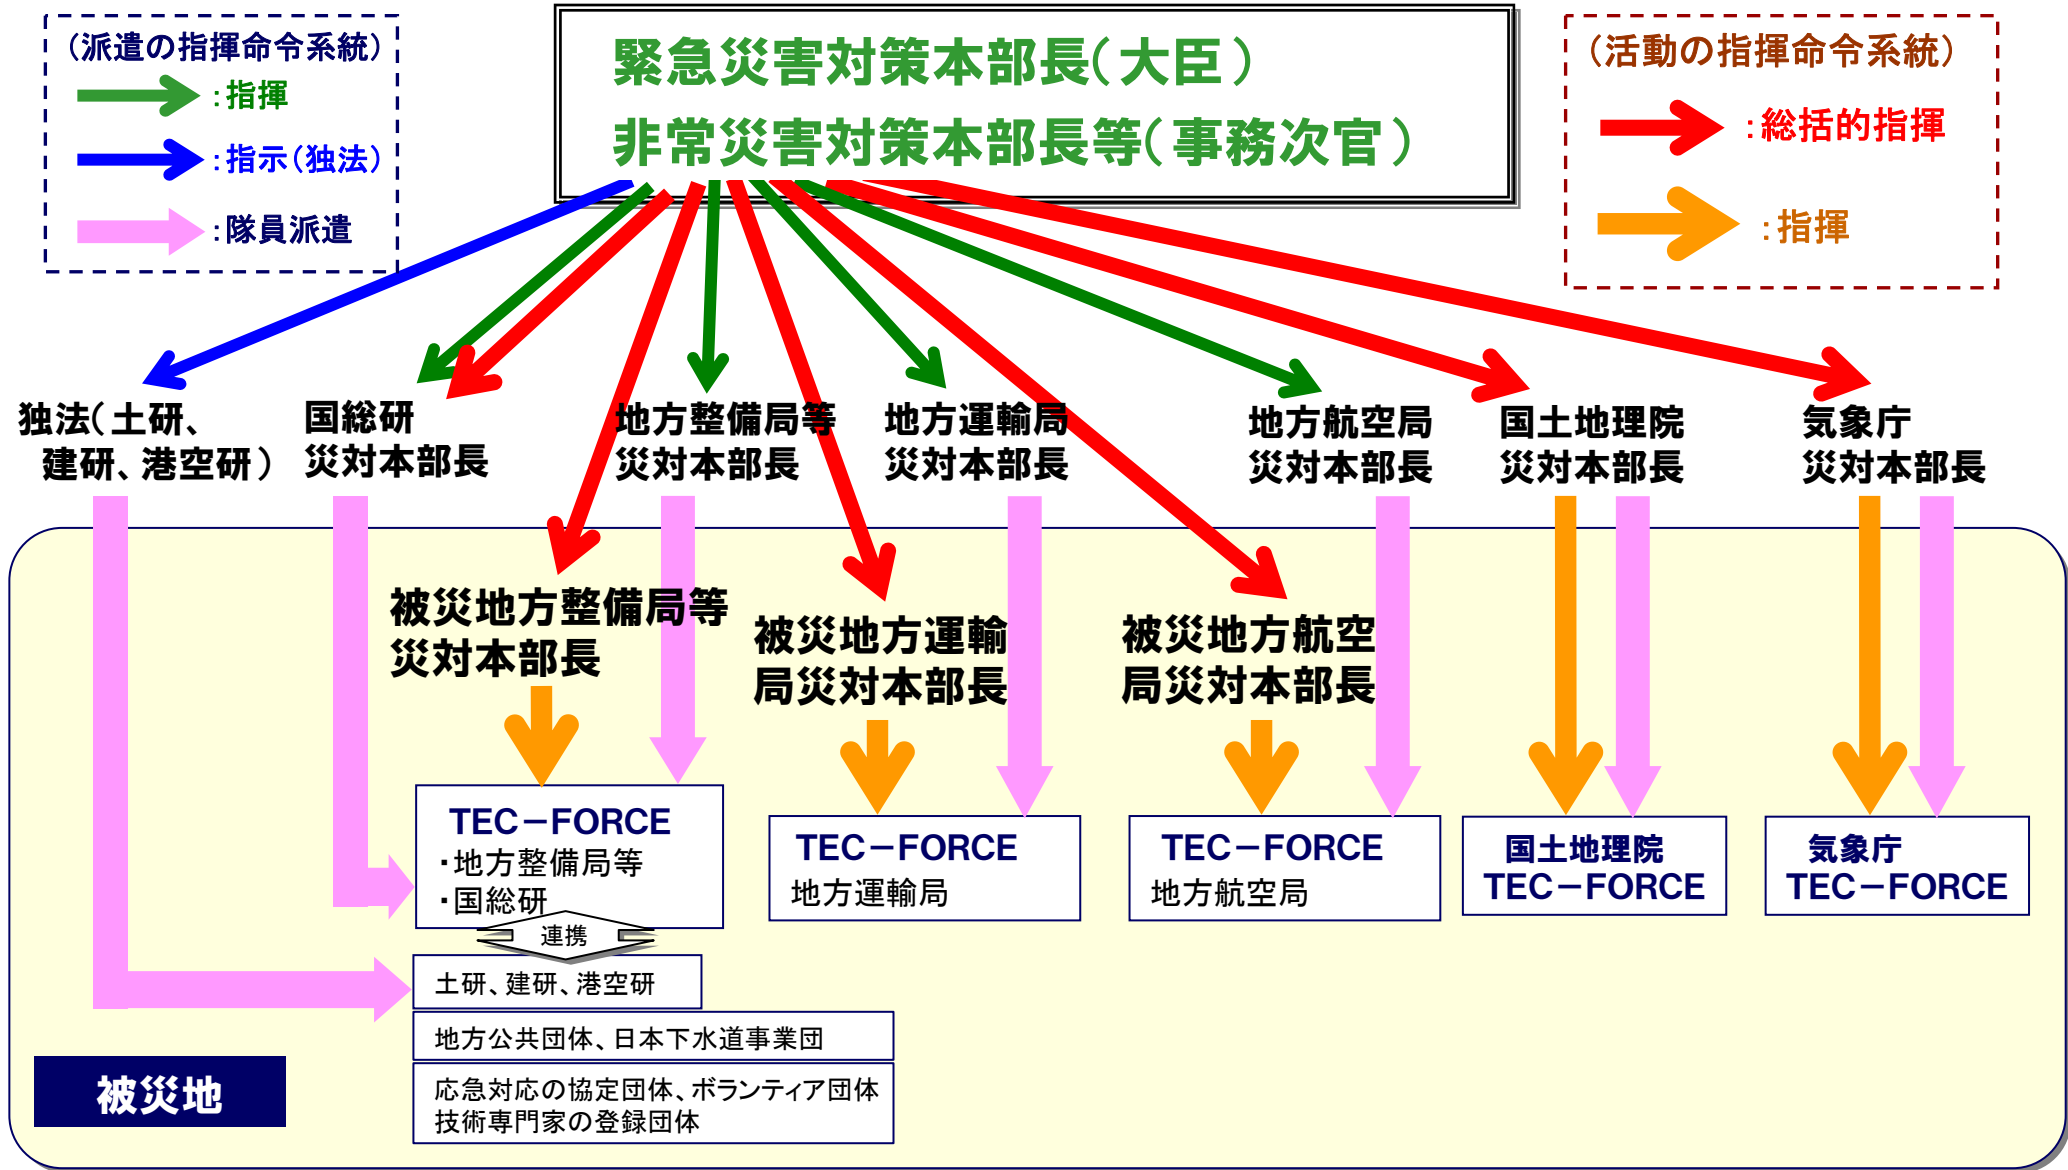 （派遣の指揮命令系統）
：指揮
：指示（独法）
：隊員派遣
緊急災害対策本部長（大臣）
非常災害対策本部長等（事務次官）
（活動の指揮命令系統）
：総括的指揮
：指揮
独法（土研、
建研、港空研）
国総研
災対本部長
地方整備局等
災対本部長
地方運輸局
災対本部長
地方航空局
災対本部長
国土地理院
災対本部長
気象庁
災対本部長
被災地方整備局等
災対本部長
被災地方運輸
局災対本部長
被災地方航空
局災対本部長
TEC－FORCE
・地方整備局等
・国総研
TEC－FORCE
地方運輸局
TEC－FORCE
地方航空局
国土地理院
TEC－FORCE
気象庁
TEC－FORCE
連携
土研、建研、港空研
地方公共団体、日本下水道事業団
応急対応の協定団体、ボランティア団体
技術専門家の登録団体
被災地